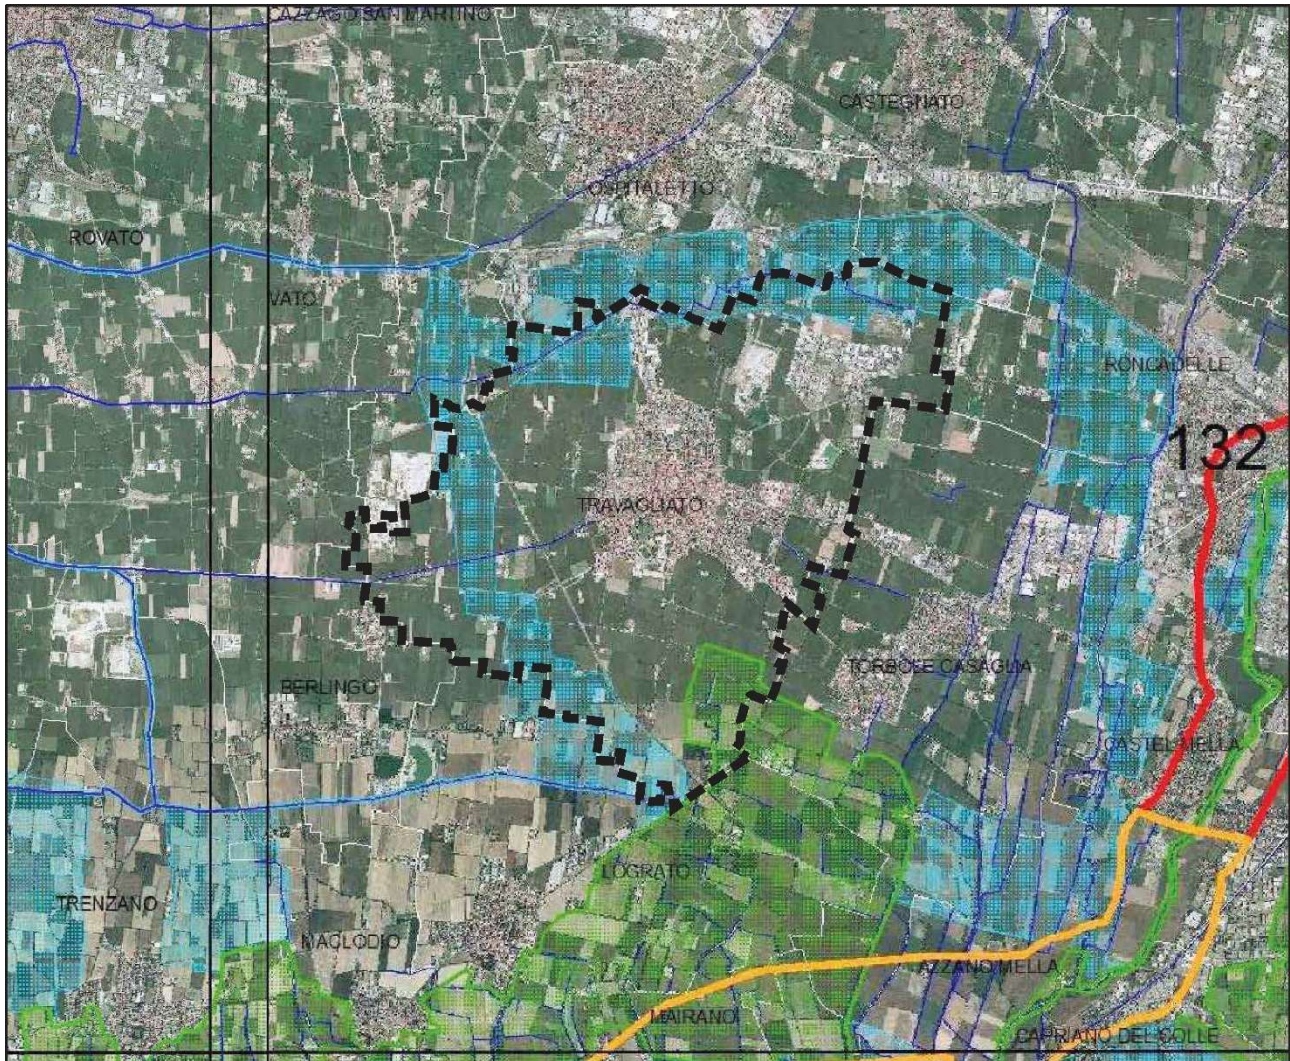 CAZZAGO SAN MARTINO
CASTEGNATO
OSPITALETTO
ROVATO
VATO
RONCADELLE
132
TRAVAGLIATO
TORBOLE CASAGLIA
BERLINGO
CASTEL MELLA
LOGRATO
TRENZANO
MACLODIO
AZZANO MELLA
MAIRANO
CAPRIANO DEL COLLE